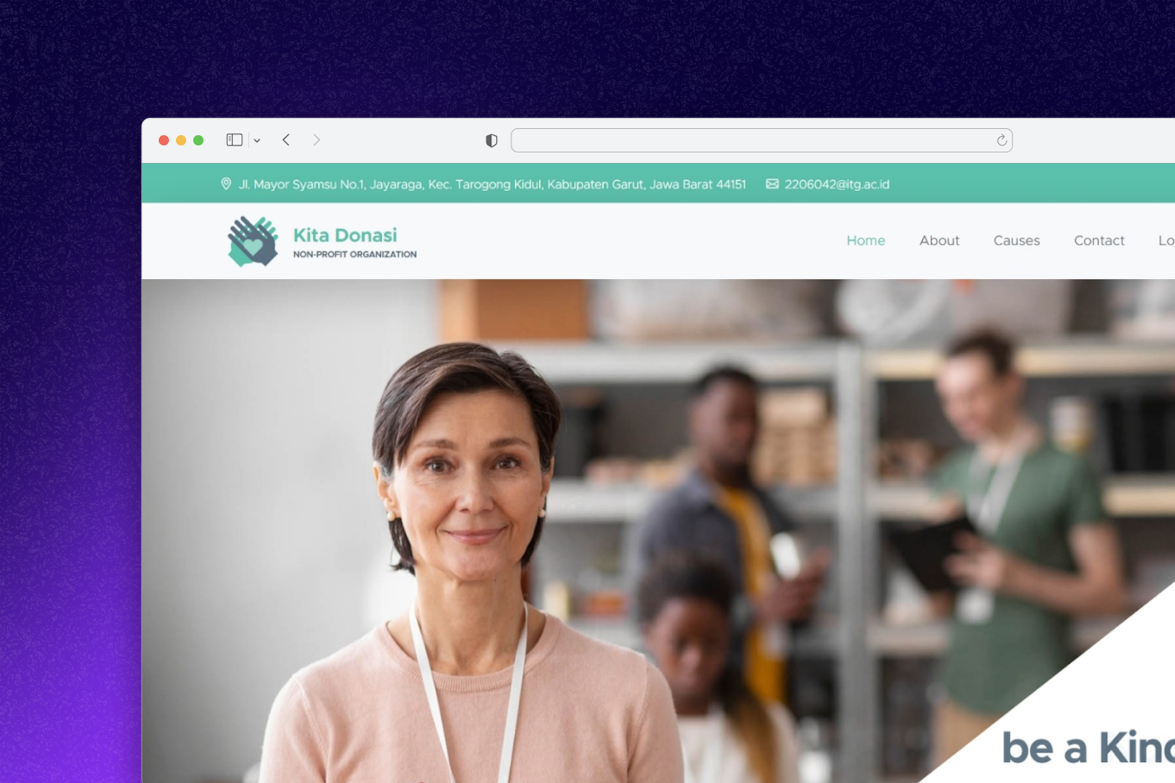 Jl. Mayor Syamsu No.1, Jayaraga, Kec. Tarogong Kidul, Kabupaten Garut, Jawa Barat 44151 2206042@itg.ac.id
Kita Donasi
NON-PROFIT ORGANIZATION
Home About Causes Contact Lo
be a Kind